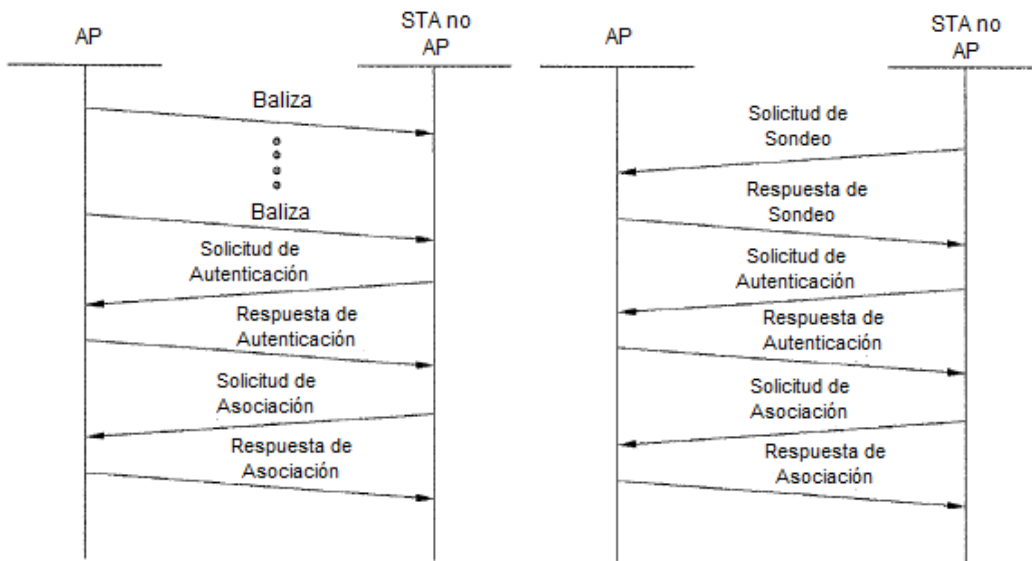 AP
STA no
AP
Baliza
Baliza
Solicitud de
Autenticación
Respuesta de
Autenticación
Solicitud de
Asociación
Respuesta de
Asociación
AP
STA no
AP
Solicitud de
Sondeo
Respuesta de
Sondeo
Solicitud de
Autenticación
Respuesta de
Autenticación
Solicitud de
Asociación
Respuesta de
Asociación